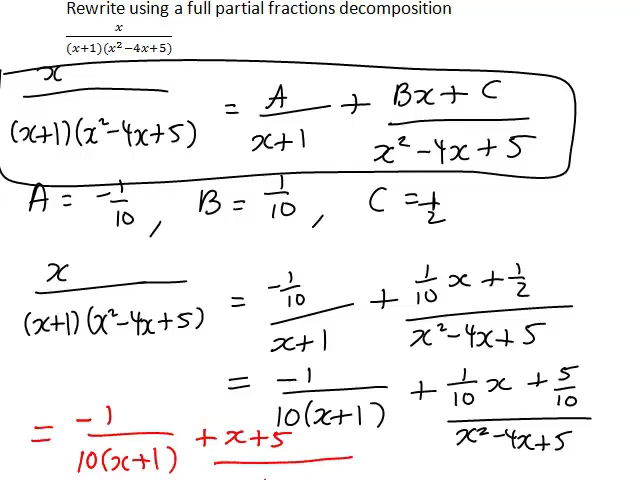 Rewrite using a full partial fractions decomposition
x/((x+1)(x²−4x+5))
x/((x+1)(x²−4x+5)) = A/(x+1) + (Bx+C)/(x²−4x+5)
A = −1/10, B = 1/10, C = 1/2
x/((x+1)(x²−4x+5)) = (−1/10)/(x+1) + (1/10 x + 1/2)/(x²−4x+5)
= −1/(10(x+1)) + (1/10 x + 5/10)/(x²−4x+5)
= −1/(10(x+1)) + x+5